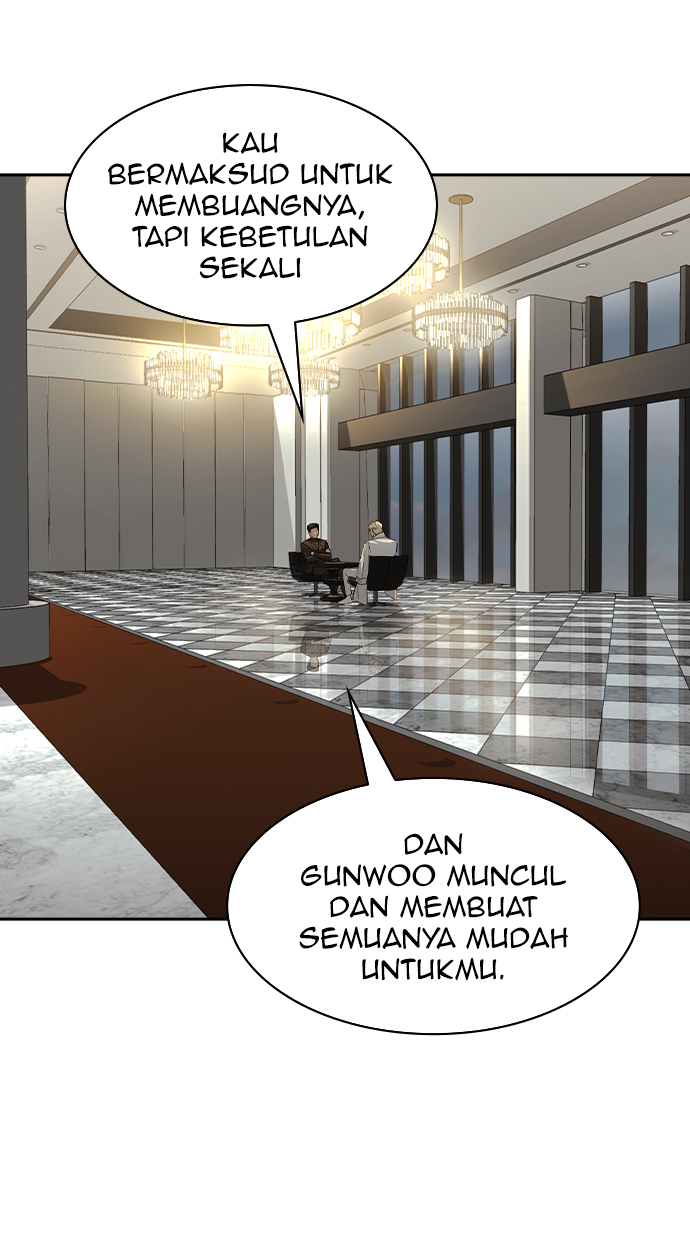 KAU
BERMAKSUD UNTUK
MEMBUANGNYA,
TAPI KEBETULAN
SEKALI
DAN
GUNWOO MUNCUL
DAN MEMBUAT
SEMUANYA MUDAH
UNTUKMU.